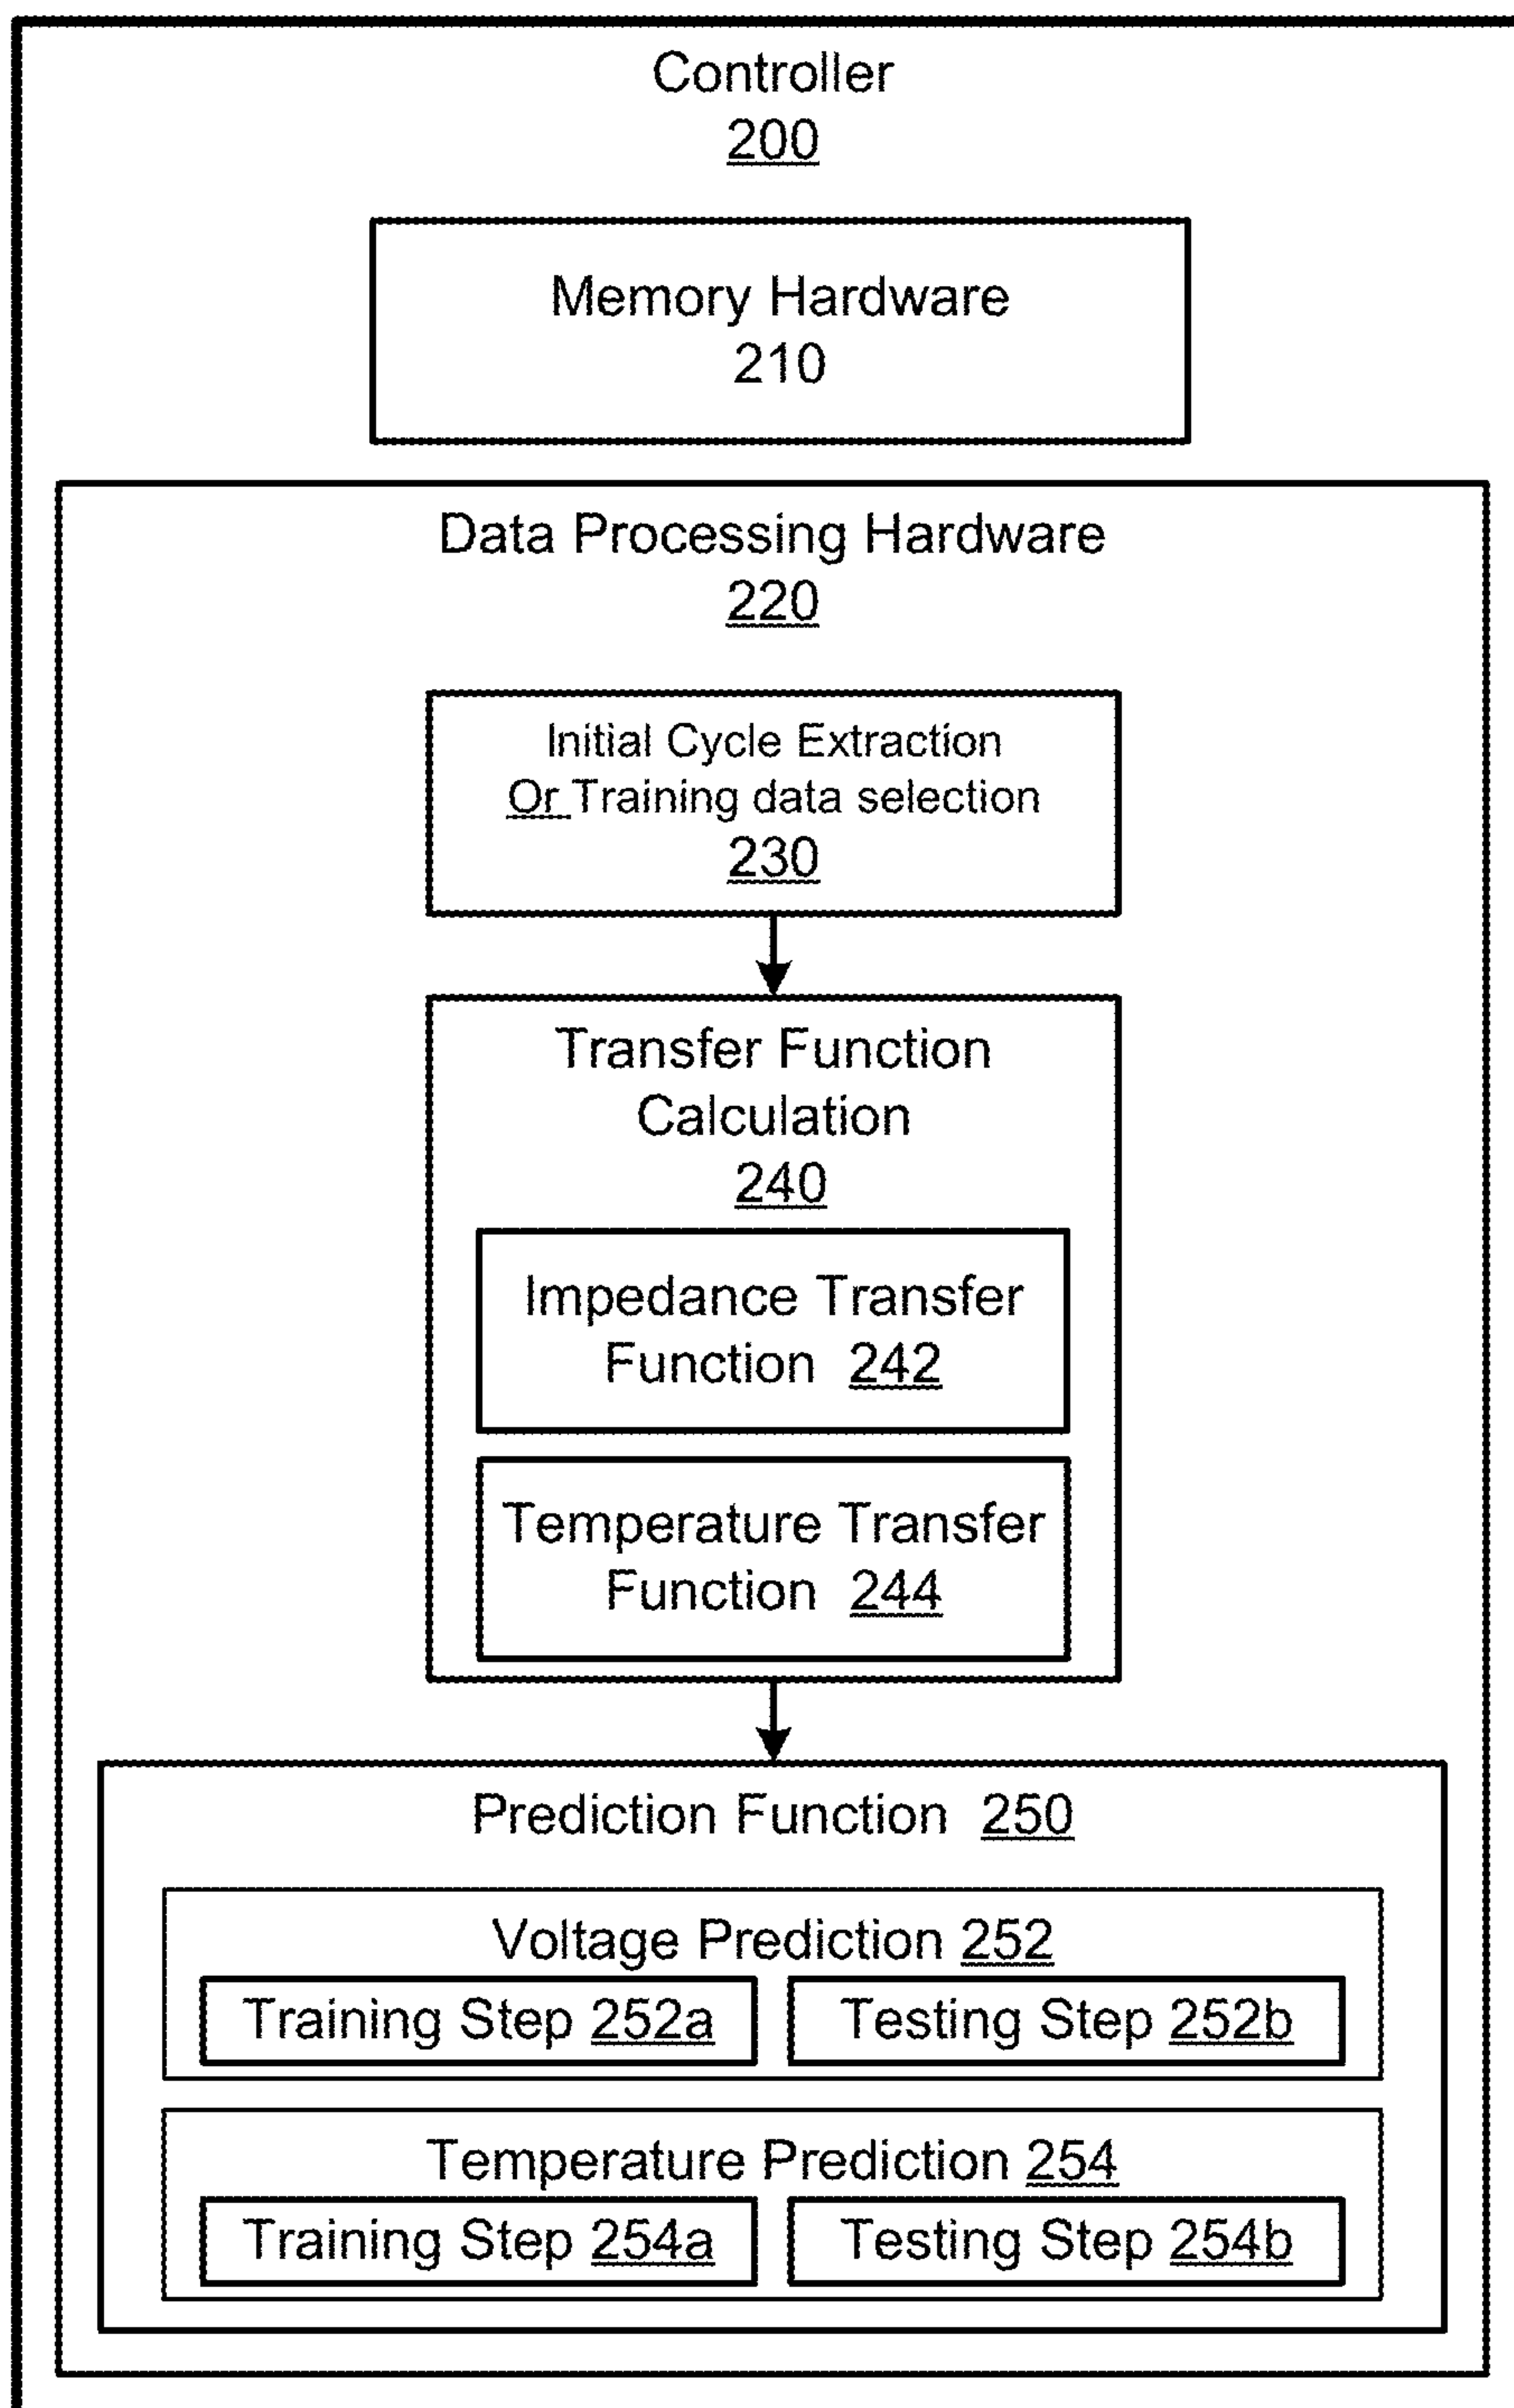 Controller
200
Memory Hardware
210
Data Processing Hardware
220
Initial Cycle Extraction
Or Training data selection
230
Transfer Function
Calculation
240
Impedance Transfer
Function 242
Temperature Transfer
Function 244
Prediction Function 250
Voltage Prediction 252
Training Step 252a
Testing Step 252b
Temperature Prediction 254
Training Step 254a
Testing Step 254b